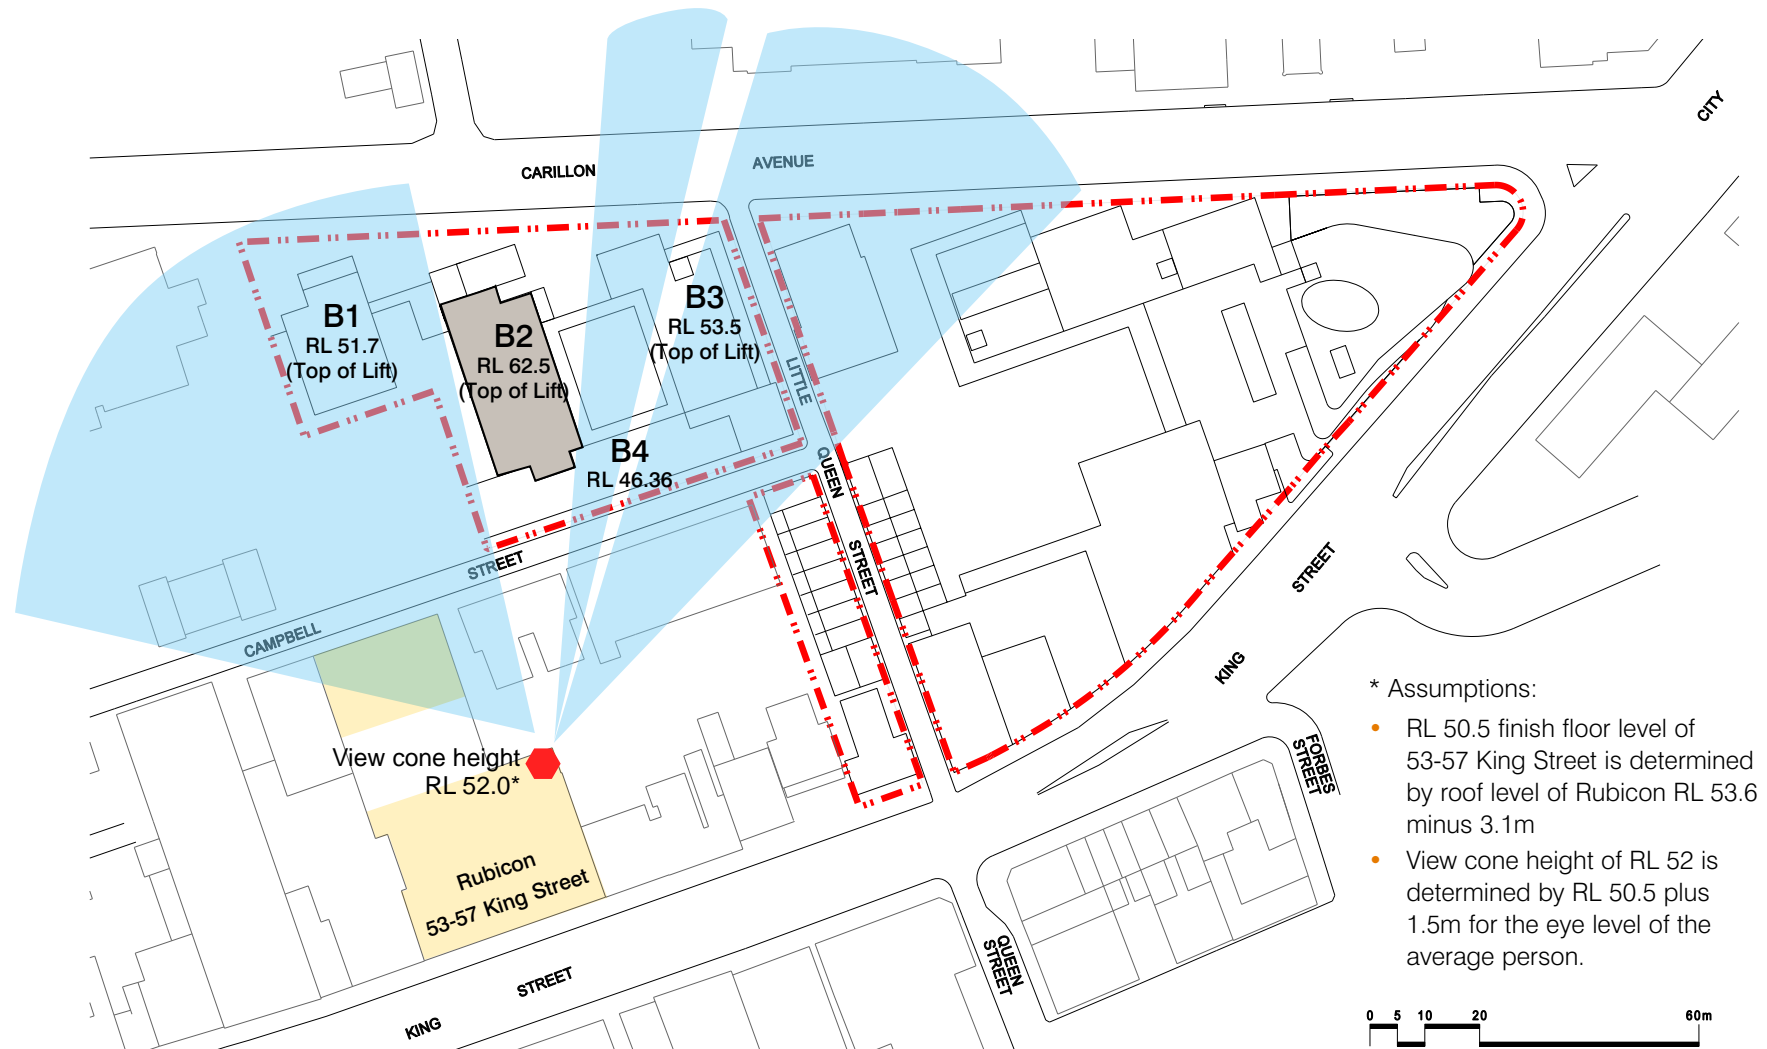 CITY
CARILLON
AVENUE
B1
RL 51.7
(Top of Lift)
B2
RL 62.5
(Top of Lift)
B3
RL 53.5
(Top of Lift)
B4
RL 46.36
LITTLE
QUEEN
STREET
STREET
CAMPBELL
STREET
KING
View cone height
RL 52.0*
Rubicon
53-57 King Street
FORBES
STREET
QUEEN
STREET
STREET
KING
* Assumptions:
• RL 50.5 finish floor level of
53-57 King Street is determined
by roof level of Rubicon RL 53.6
minus 3.1m
• View cone height of RL 52 is
determined by RL 50.5 plus
1.5m for the eye level of the
average person.
0 5 10 20 60m